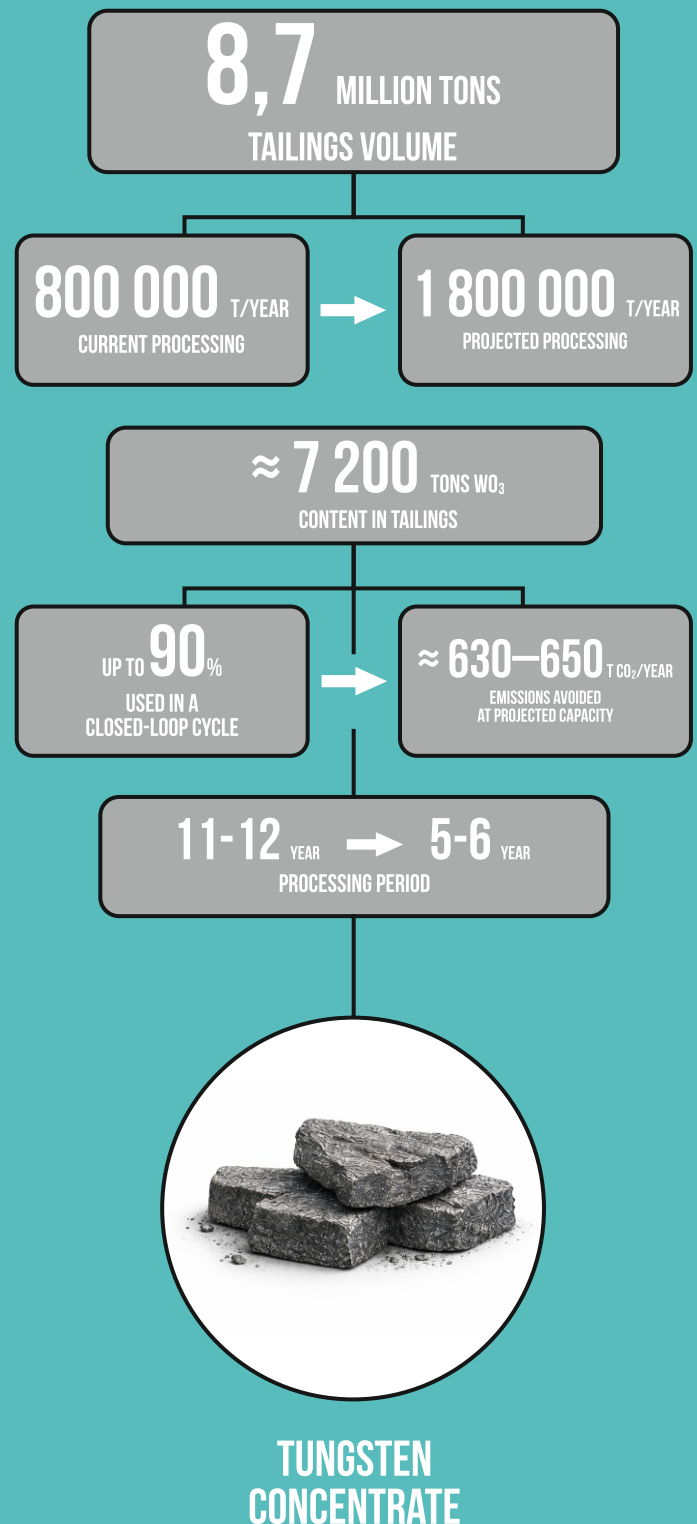 8,7 MILLION TONS
TAILINGS VOLUME
800 000 T/YEAR
CURRENT PROCESSING
1 800 000 T/YEAR
PROJECTED PROCESSING
≈ 7 200 TONS WO₃
CONTENT IN TAILINGS
UP TO 90%
USED IN A
CLOSED-LOOP CYCLE
≈ 630–650 T CO₂/YEAR
EMISSIONS AVOIDED
AT PROJECTED CAPACITY
11-12 YEAR 5-6 YEAR
PROCESSING PERIOD
TUNGSTEN
CONCENTRATE